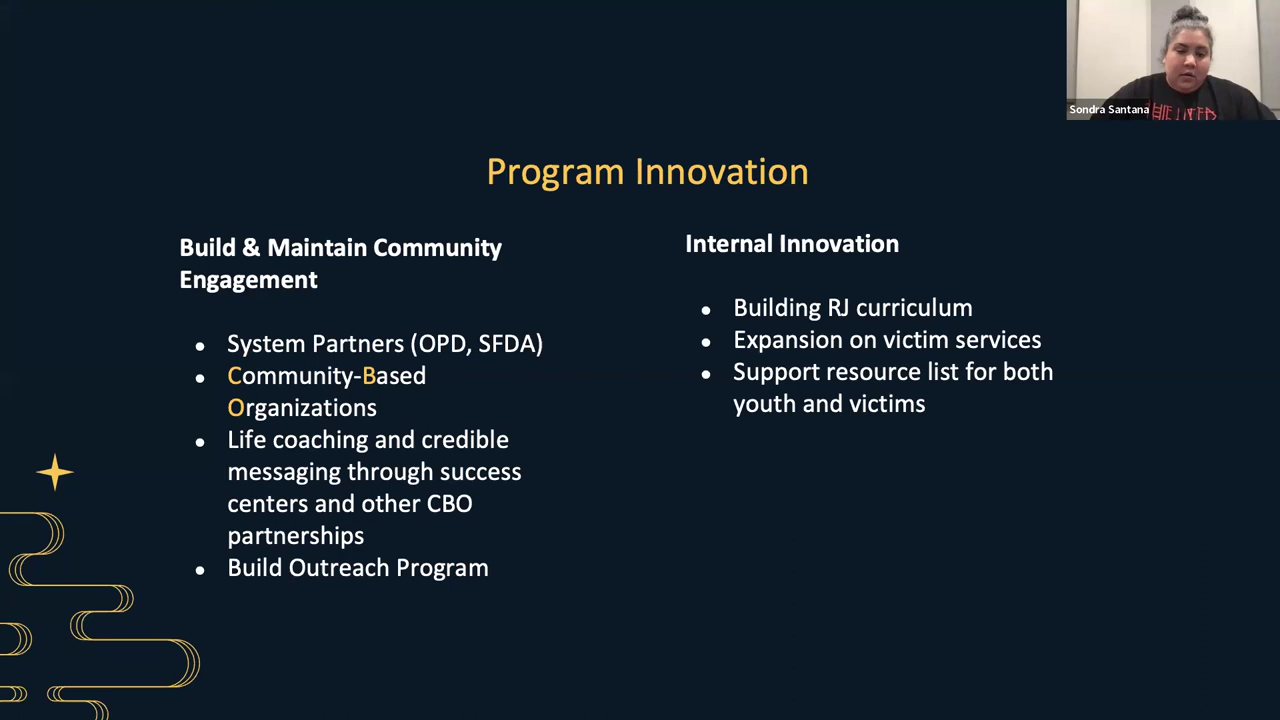 Sondra Santana
Program Innovation
Build & Maintain Community
Engagement
• System Partners (OPD, SFDA)
• Community-Based
Organizations
• Life coaching and credible
messaging through success
centers and other CBO
partnerships
• Build Outreach Program
Internal Innovation
• Building RJ curriculum
• Expansion on victim services
• Support resource list for both
youth and victims